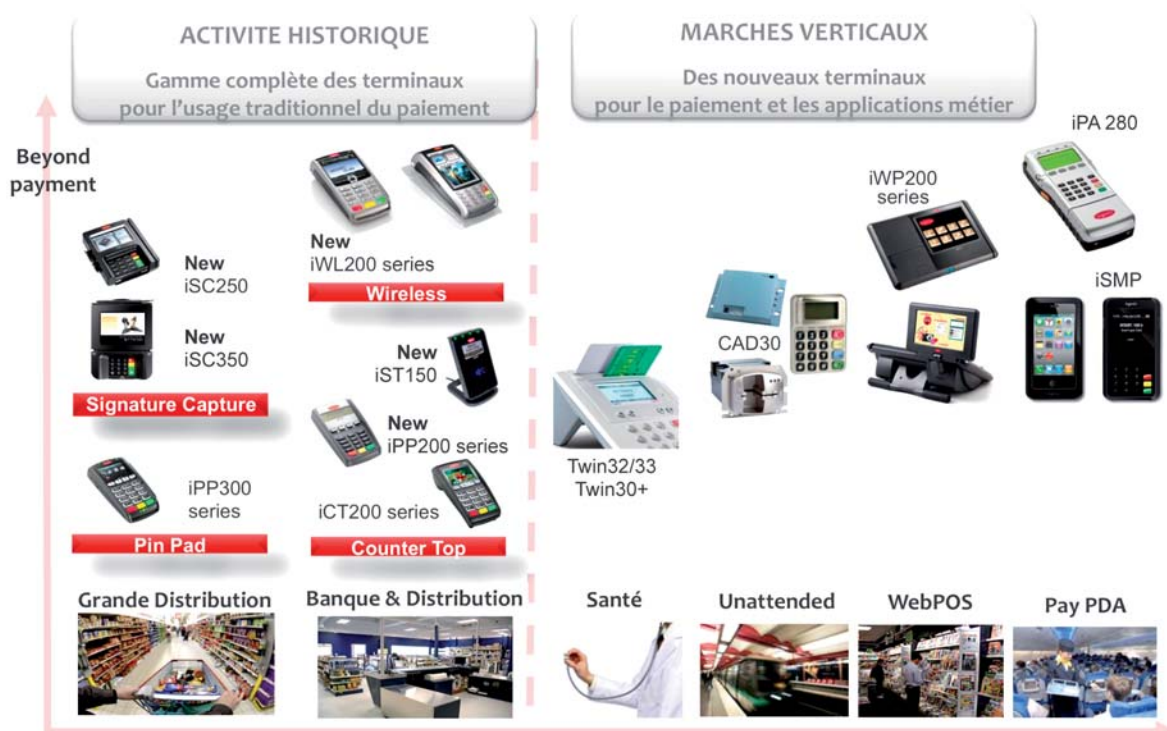 ACTIVITE HISTORIQUE
Gamme complète des terminaux
pour l'usage traditionnel du paiement
MARCHES VERTICAUX
Des nouveaux terminaux
pour le paiement et les applications métier
Beyond
payment
New
iSC250
New
iSC350
Signature Capture
iPP300
series
Pin Pad
Grande Distribution
New
iWL200 series
Wireless
New
iST150
New
iPP200 series
iCT200 series
Counter Top
Banque & Distribution
Twin32/33
Twin30+
Santé
CAD30
Unattended
iWP200
series
WebPOS
iPA 280
iSMP
Pay PDA